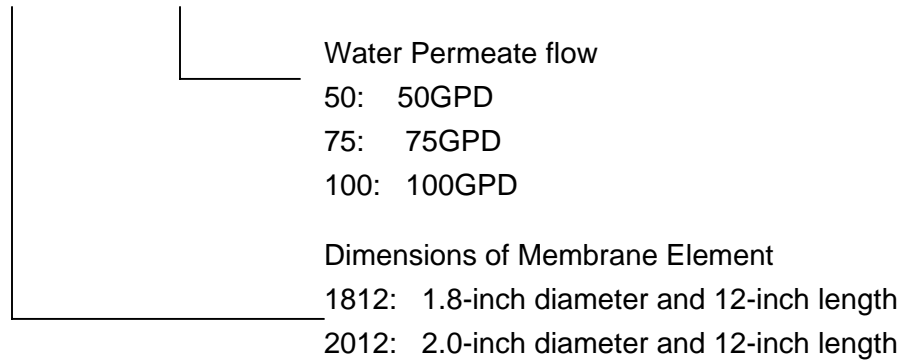 Water Permeate flow
50: 50GPD
75: 75GPD
100: 100GPD
Dimensions of Membrane Element
1812: 1.8-inch diameter and 12-inch length
2012: 2.0-inch diameter and 12-inch length